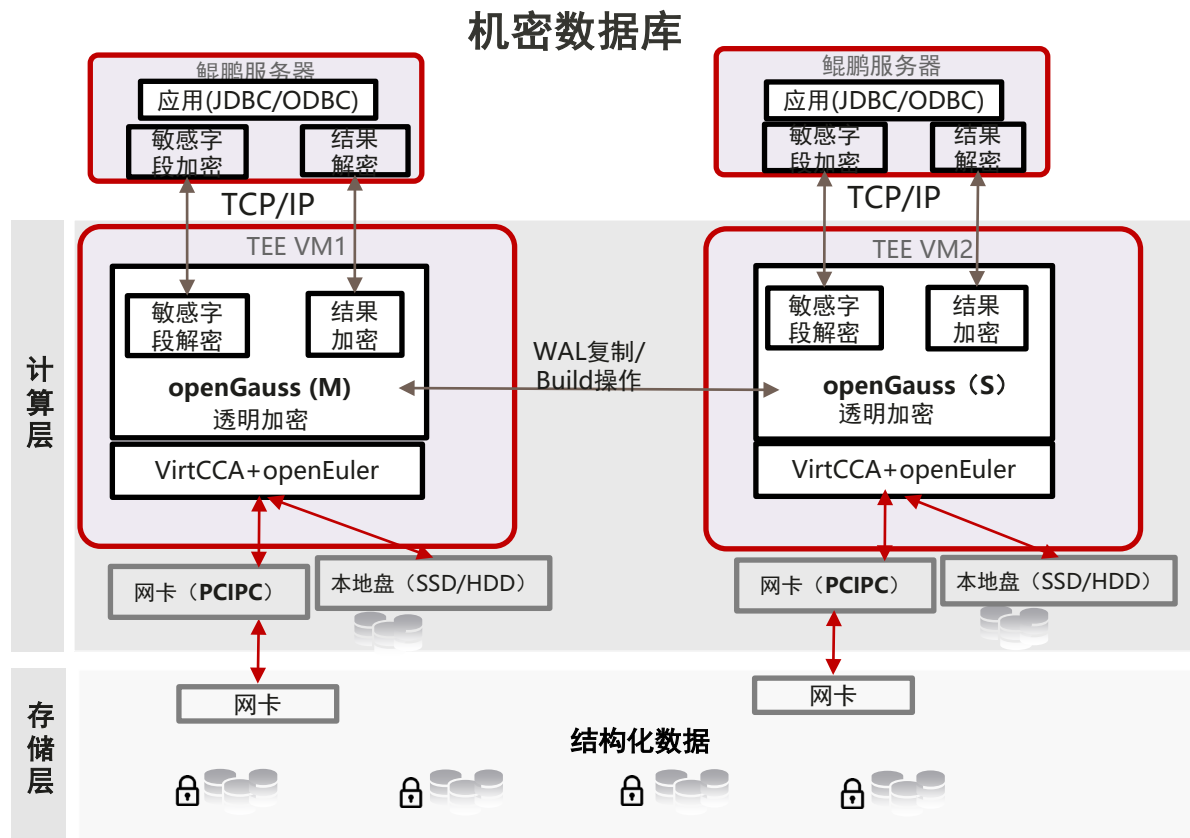 机密数据库
鲲鹏服务器
应用(JDBC/ODBC)
敏感字
段加密
结果
解密
TCP/IP
鲲鹏服务器
应用(JDBC/ODBC)
敏感字
段加密
结果
解密
TCP/IP
计
算
层
TEE VM1
敏感字
段解密
结果
加密
openGauss (M)
透明加密
VirtCCA+openEuler
WAL复制/
Build操作
TEE VM2
敏感字
段解密
结果
加密
openGauss（S）
透明加密
VirtCCA+openEuler
网卡（PCIPC）
本地盘（SSD/HDD）
网卡（PCIPC）
本地盘（SSD/HDD）
存
储
层
网卡
网卡
结构化数据